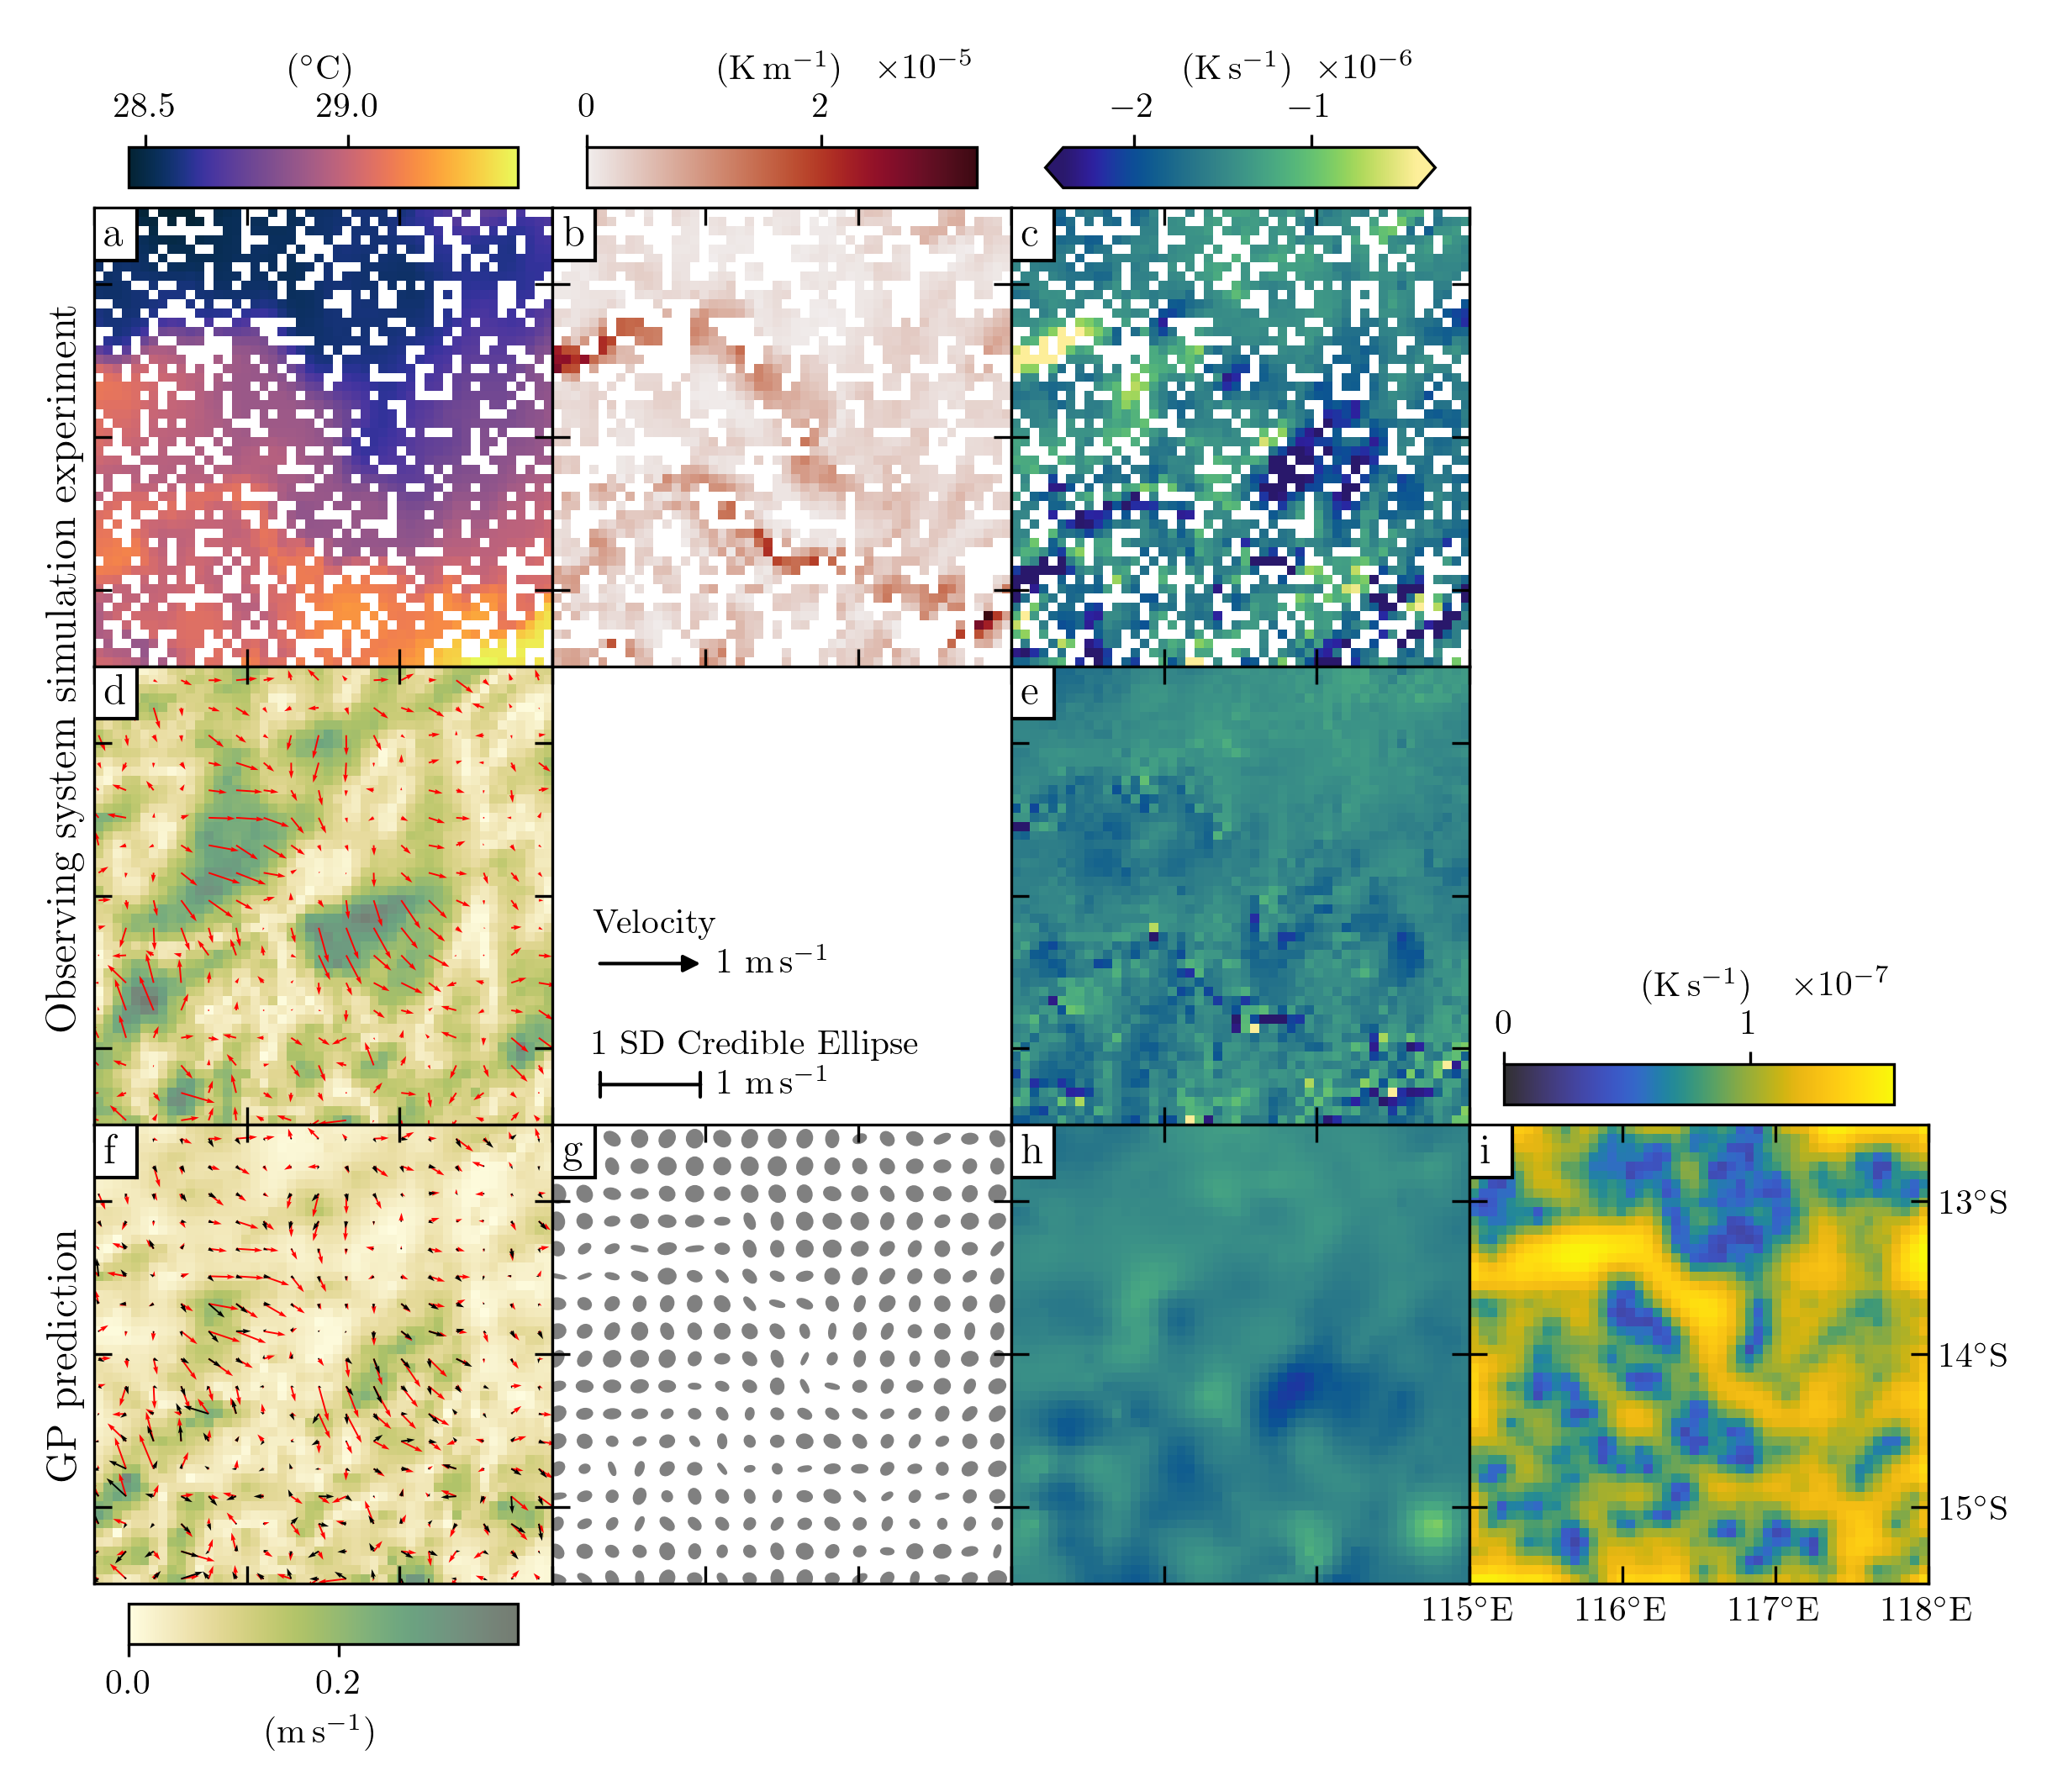 (°C)
28.5 29.0
(K m⁻¹) ×10⁻⁵
0 2
(K s⁻¹) ×10⁻⁶
−2 −1
Observing system simulation experiment
a
b
c
d
e
Velocity
1 m s⁻¹
1 SD Credible Ellipse
1 m s⁻¹
(K s⁻¹) ×10⁻⁷
0 1
GP prediction
f
g
h
i
13°S
14°S
15°S
115°E 116°E 117°E 118°E
0.0 0.2
(m s⁻¹)